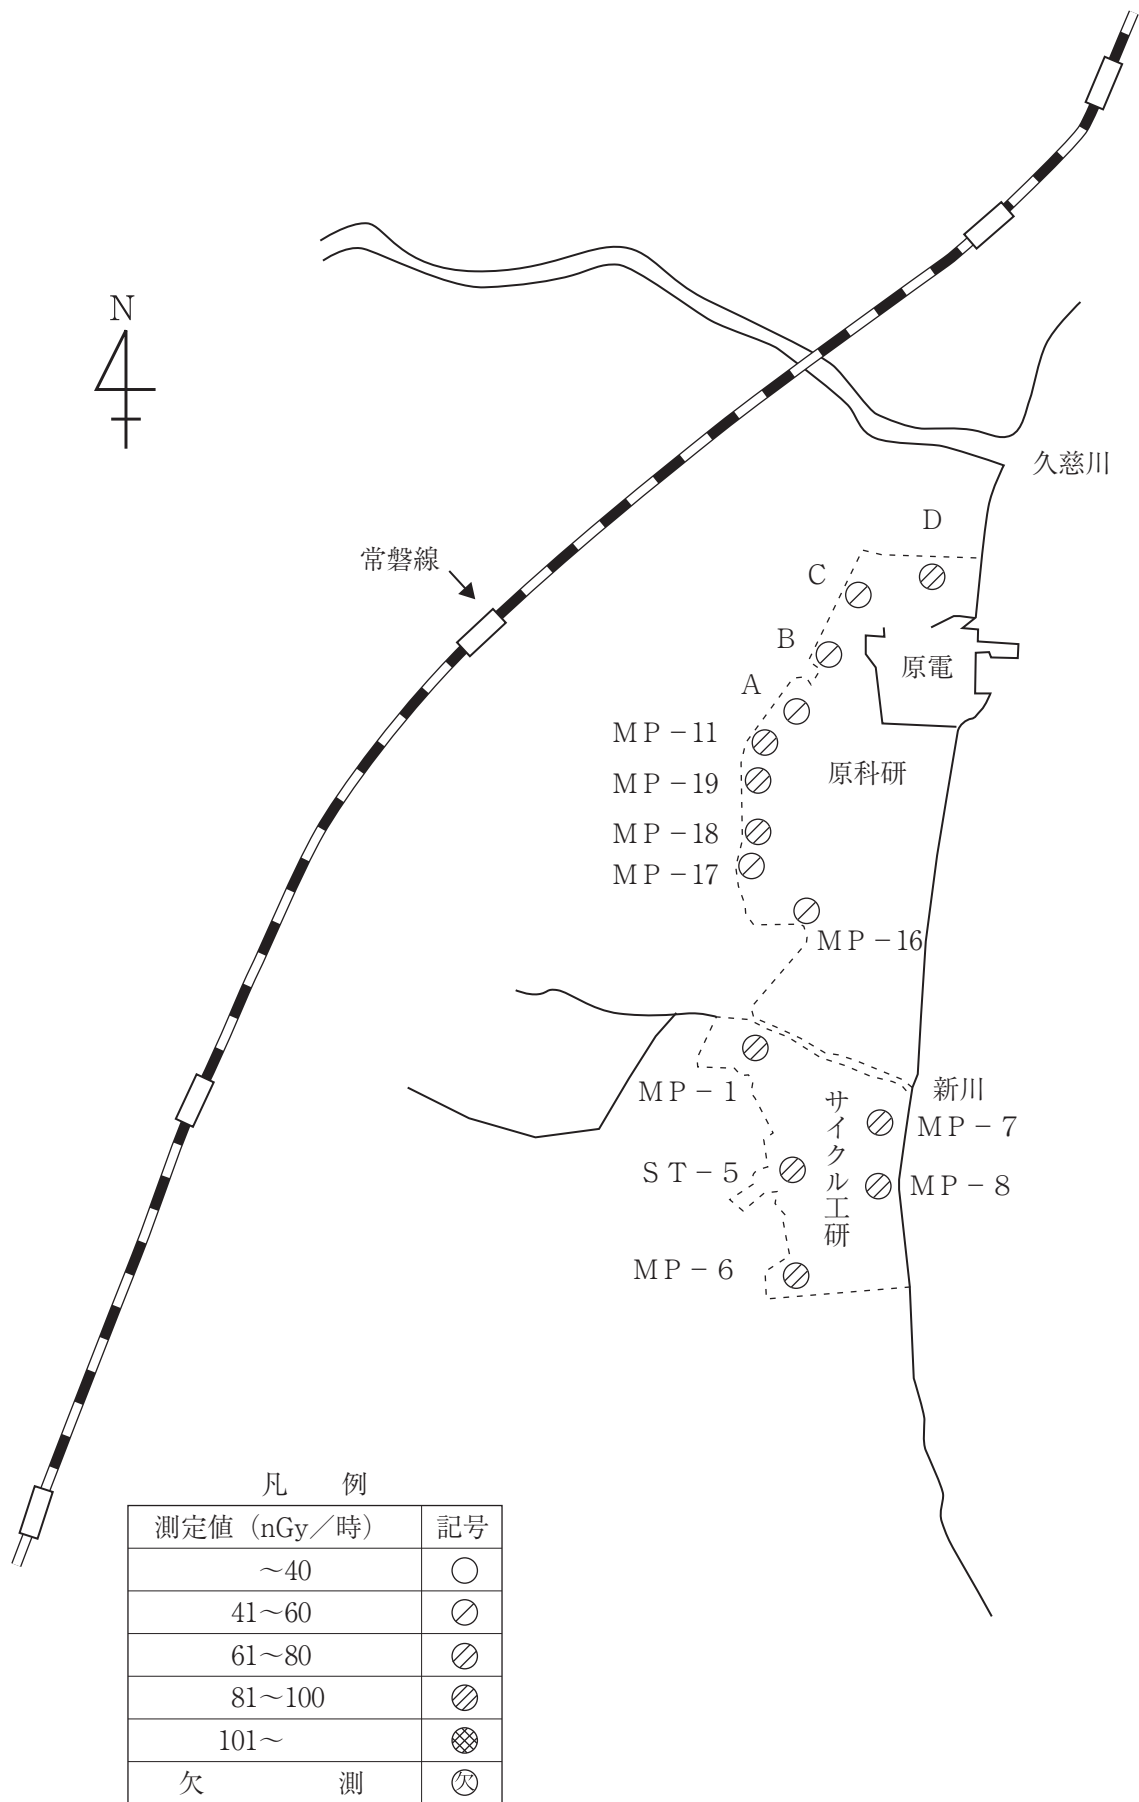 N
久慈川
D
常磐線
C
B
原電
A
MP－11
原科研
MP－19
MP－18
MP－17
MP－16
新川
MP－1
サイクル工研
MP－7
ST－5
MP－8
MP－6
凡　例
測定値（nGy／時） 記号
～40
41～60
61～80
81～100
101～
欠　測 欠